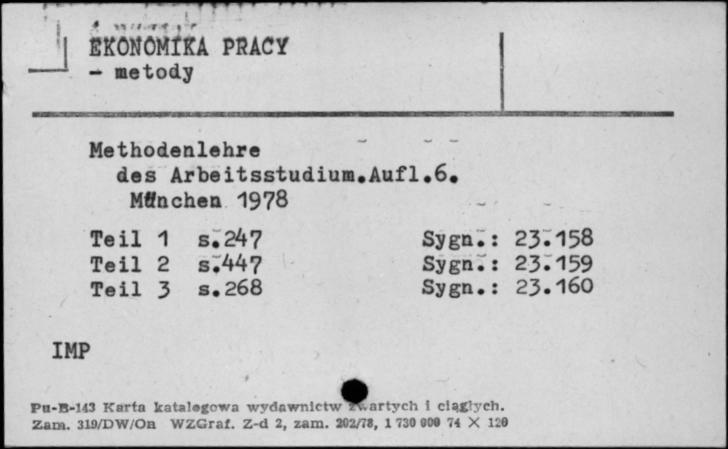 EKONOMIKA PRACY
- metody
Methodenlehre
des Arbeitsstudium.Aufl.6.
München 1978
Teil 1 s.247 Sygn.: 23.158
Teil 2 s.447 Sygn.: 23.159
Teil 3 s.268 Sygn.: 23.160
IMP
Pu-B-143 Karta katalogowa wydawnictw zwartych i ciągłych.
Zam. 319/DW/On WZGraf. Z-d 2, zam. 202/78, 1 730 000 74 X 120